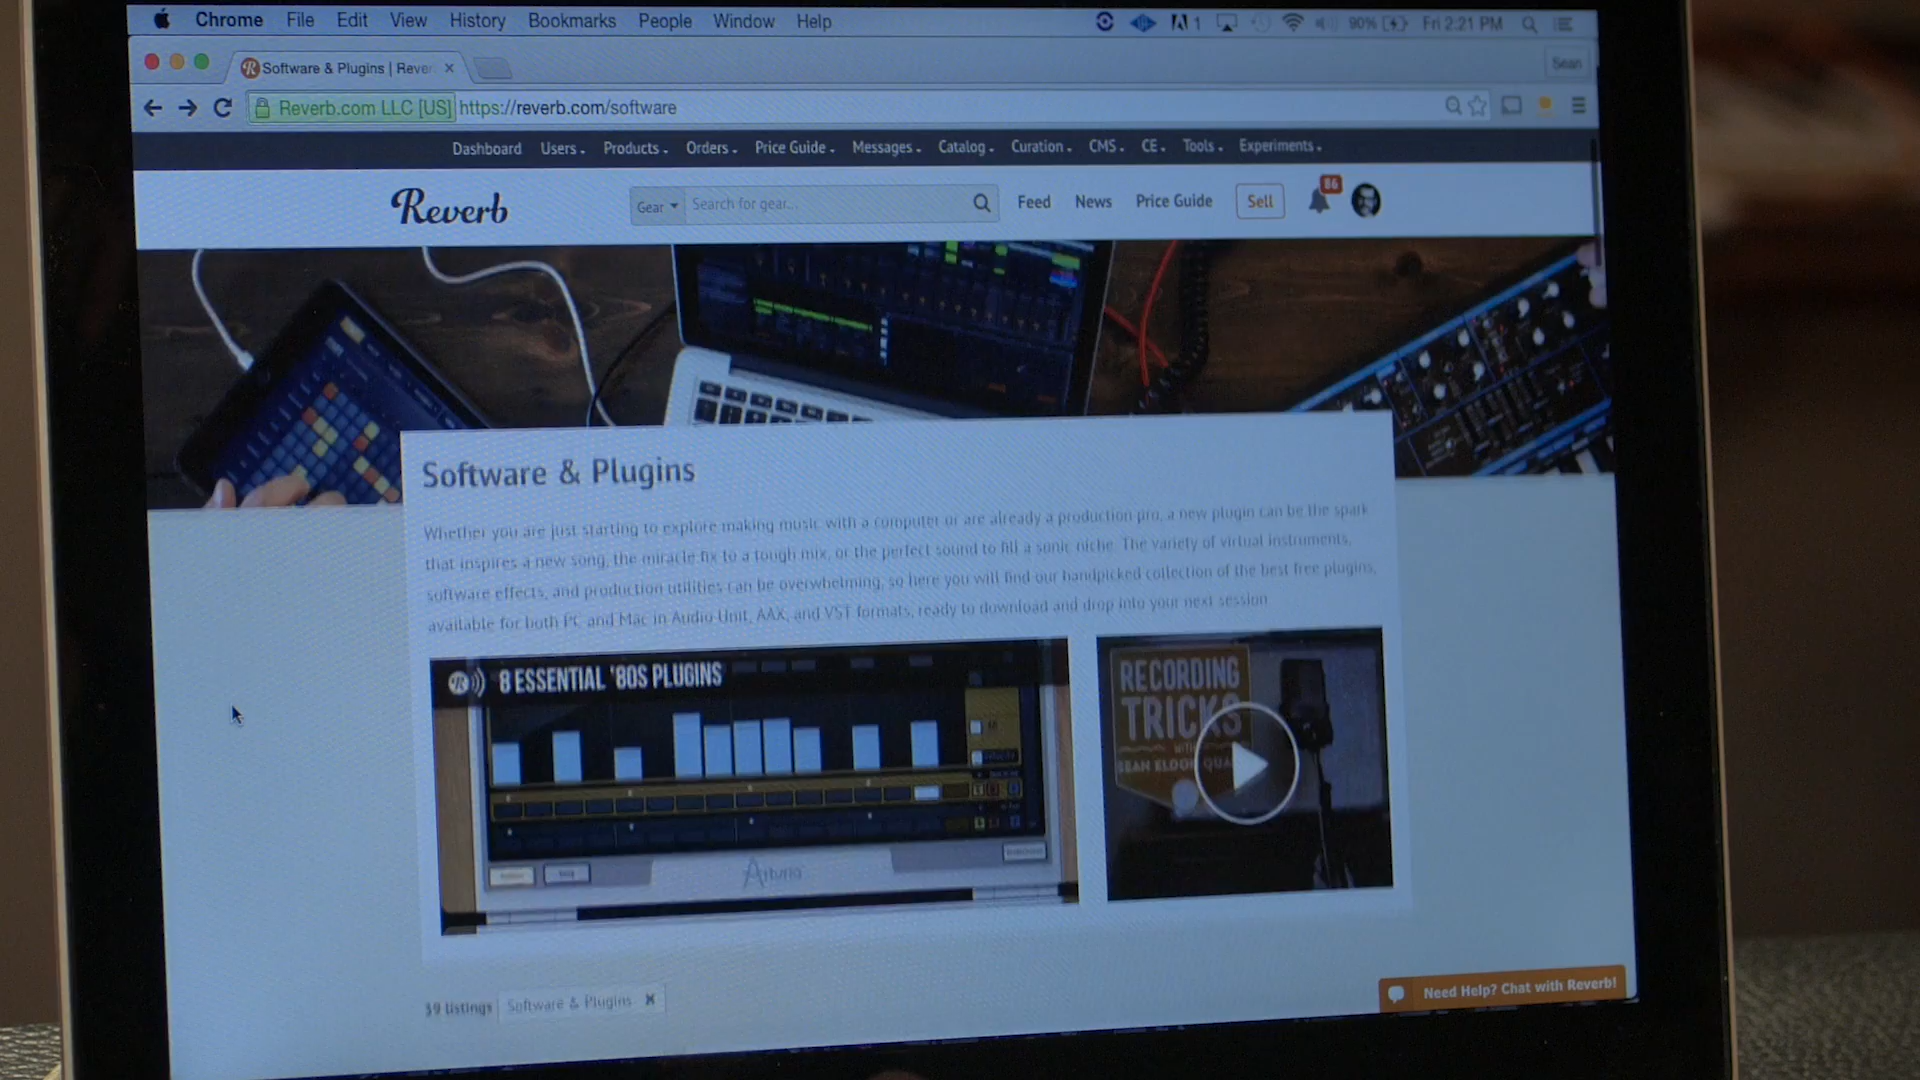 Chrome File Edit View History Bookmarks People Window Help 1 90% Fri 2:21 PM
Software & Plugins | Rever
Sean
Reverb.com LLC [US] https://reverb.com/software
Dashboard Users Products Orders Price Guide Messages Catalog Curation CMS CE Tools Experiments
Reverb Gear Search for gear... Feed News Price Guide Sell 86
Software & Plugins
Whether you are just starting to explore making music with a computer or are already a production pro, a new plugin can be the spark
that inspires a new song, the miracle fix to a tough mix, or the perfect sound to fill a sonic niche. The variety of virtual instruments,
software effects, and production utilities can be overwhelming, so here you will find our handpicked collection of the best free plugins,
available for both PC and Mac in Audio Unit, AAX, and VST formats, ready to download and drop into your next session
8 ESSENTIAL '80S PLUGINS
Arturia
RECORDING
TRICKS
WITH
59 listings Software & Plugins
Need Help? Chat with Reverb!